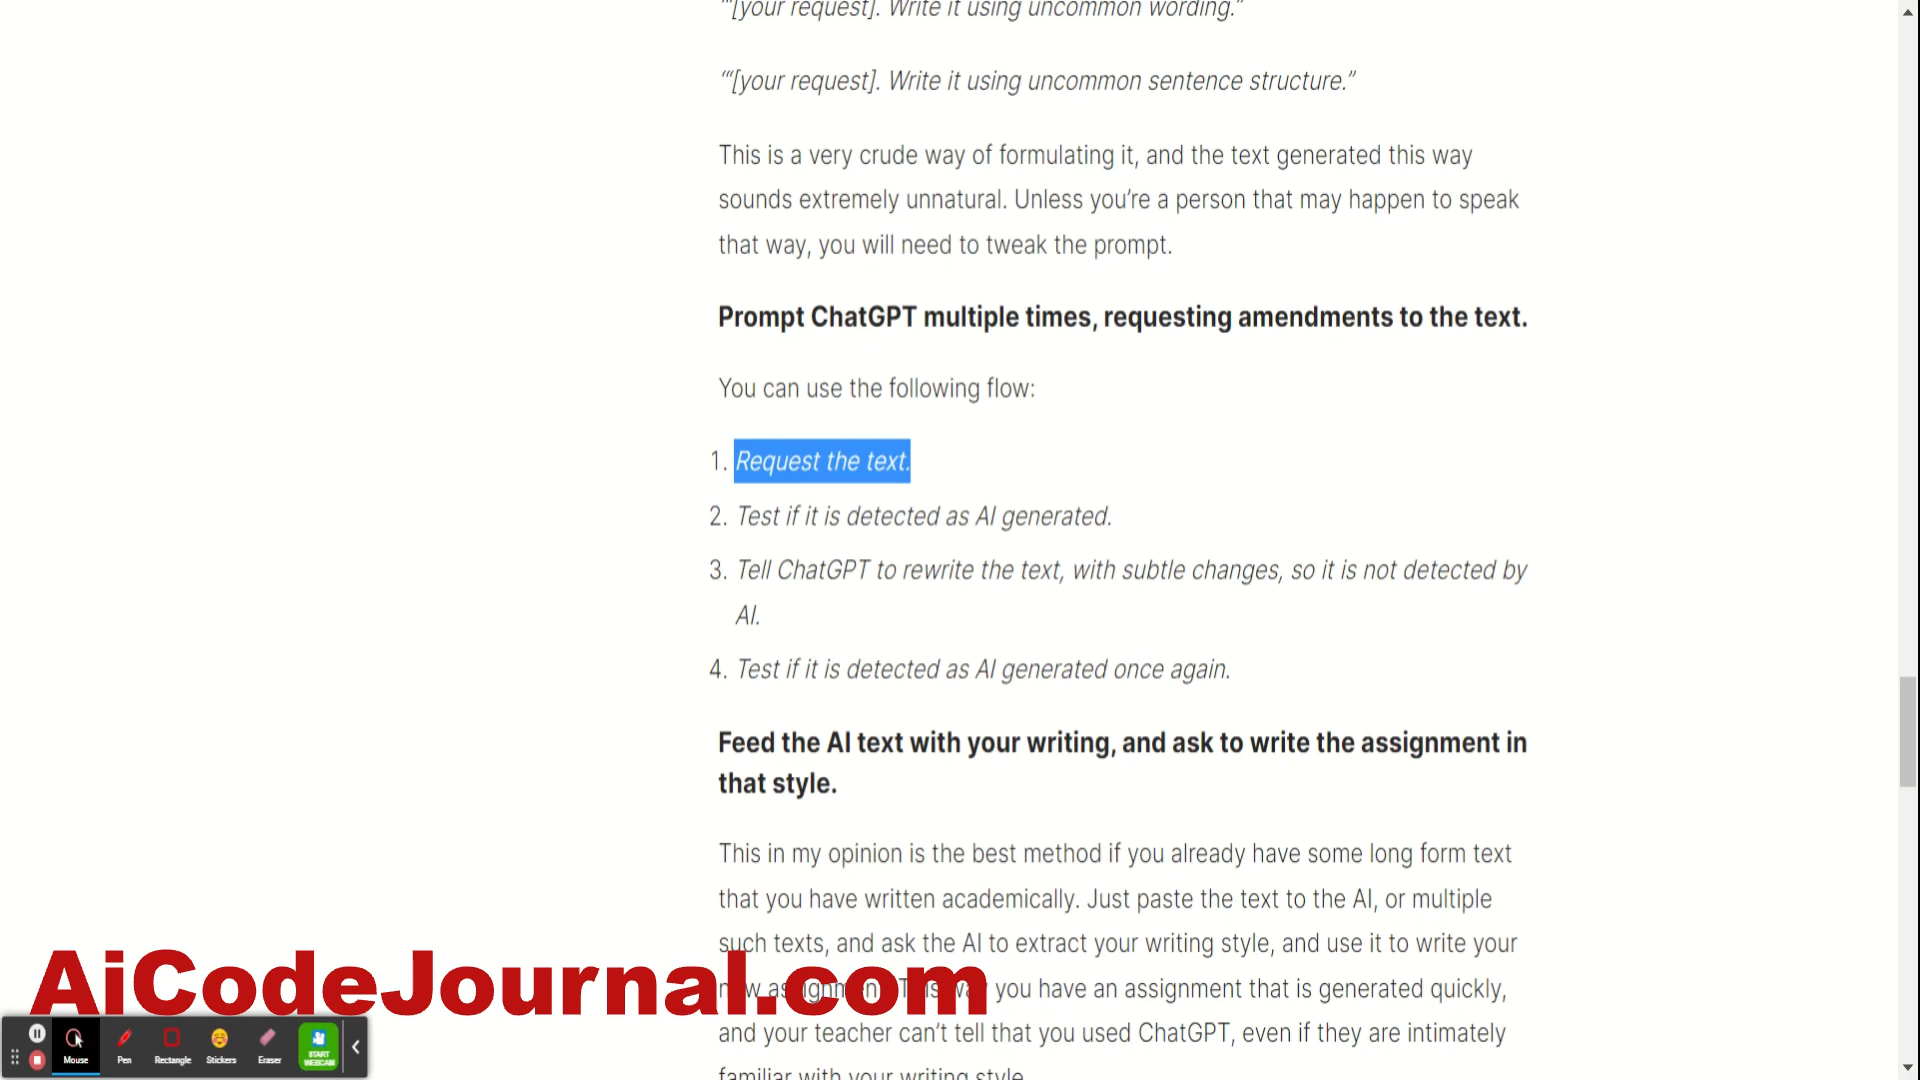 “‘[your request]. Write it using uncommon wording.”
“‘[your request]. Write it using uncommon sentence structure.”
This is a very crude way of formulating it, and the text generated this way
sounds extremely unnatural. Unless you’re a person that may happen to speak
that way, you will need to tweak the prompt.
Prompt ChatGPT multiple times, requesting amendments to the text.
You can use the following flow:
1. Request the text.
2. Test if it is detected as AI generated.
3. Tell ChatGPT to rewrite the text, with subtle changes, so it is not detected by
AI.
4. Test if it is detected as AI generated once again.
Feed the AI text with your writing, and ask to write the assignment in
that style.
This in my opinion is the best method if you already have some long form text
that you have written academically. Just paste the text to the AI, or multiple
such texts, and ask the AI to extract your writing style, and use it to write your
you have an assignment that is generated quickly,
and your teacher can’t tell that you used ChatGPT, even if they are intimately
familiar with your writing style.
AiCodeJournal.com
Mouse
Pen
Rectangle
Stickers
Eraser
START
WEBCAM